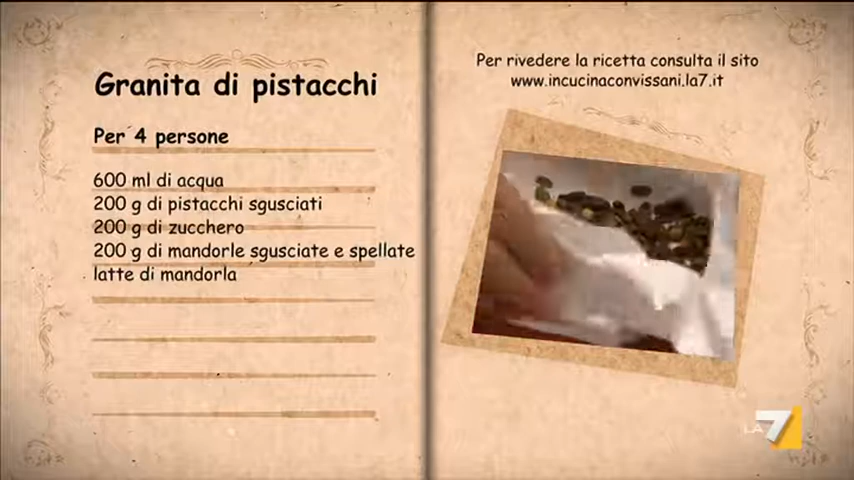 Granita di pistacchi
Per 4 persone
600 ml di acqua
200 g di pistacchi sgusciati
200 g di zucchero
200 g di mandorle sgusciate e spellate
latte di mandorla
Per rivedere la ricetta consulta il sito
www.incucinaconvissani.la7.it
LA7